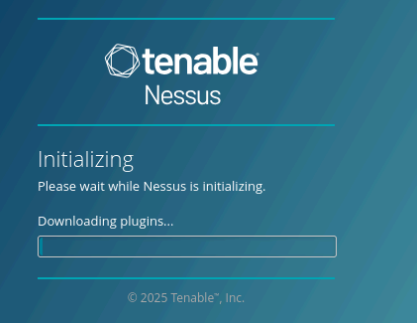 tenable
Nessus
Initializing
Please wait while Nessus is initializing.
Downloading plugins...
© 2025 Tenable™, Inc.